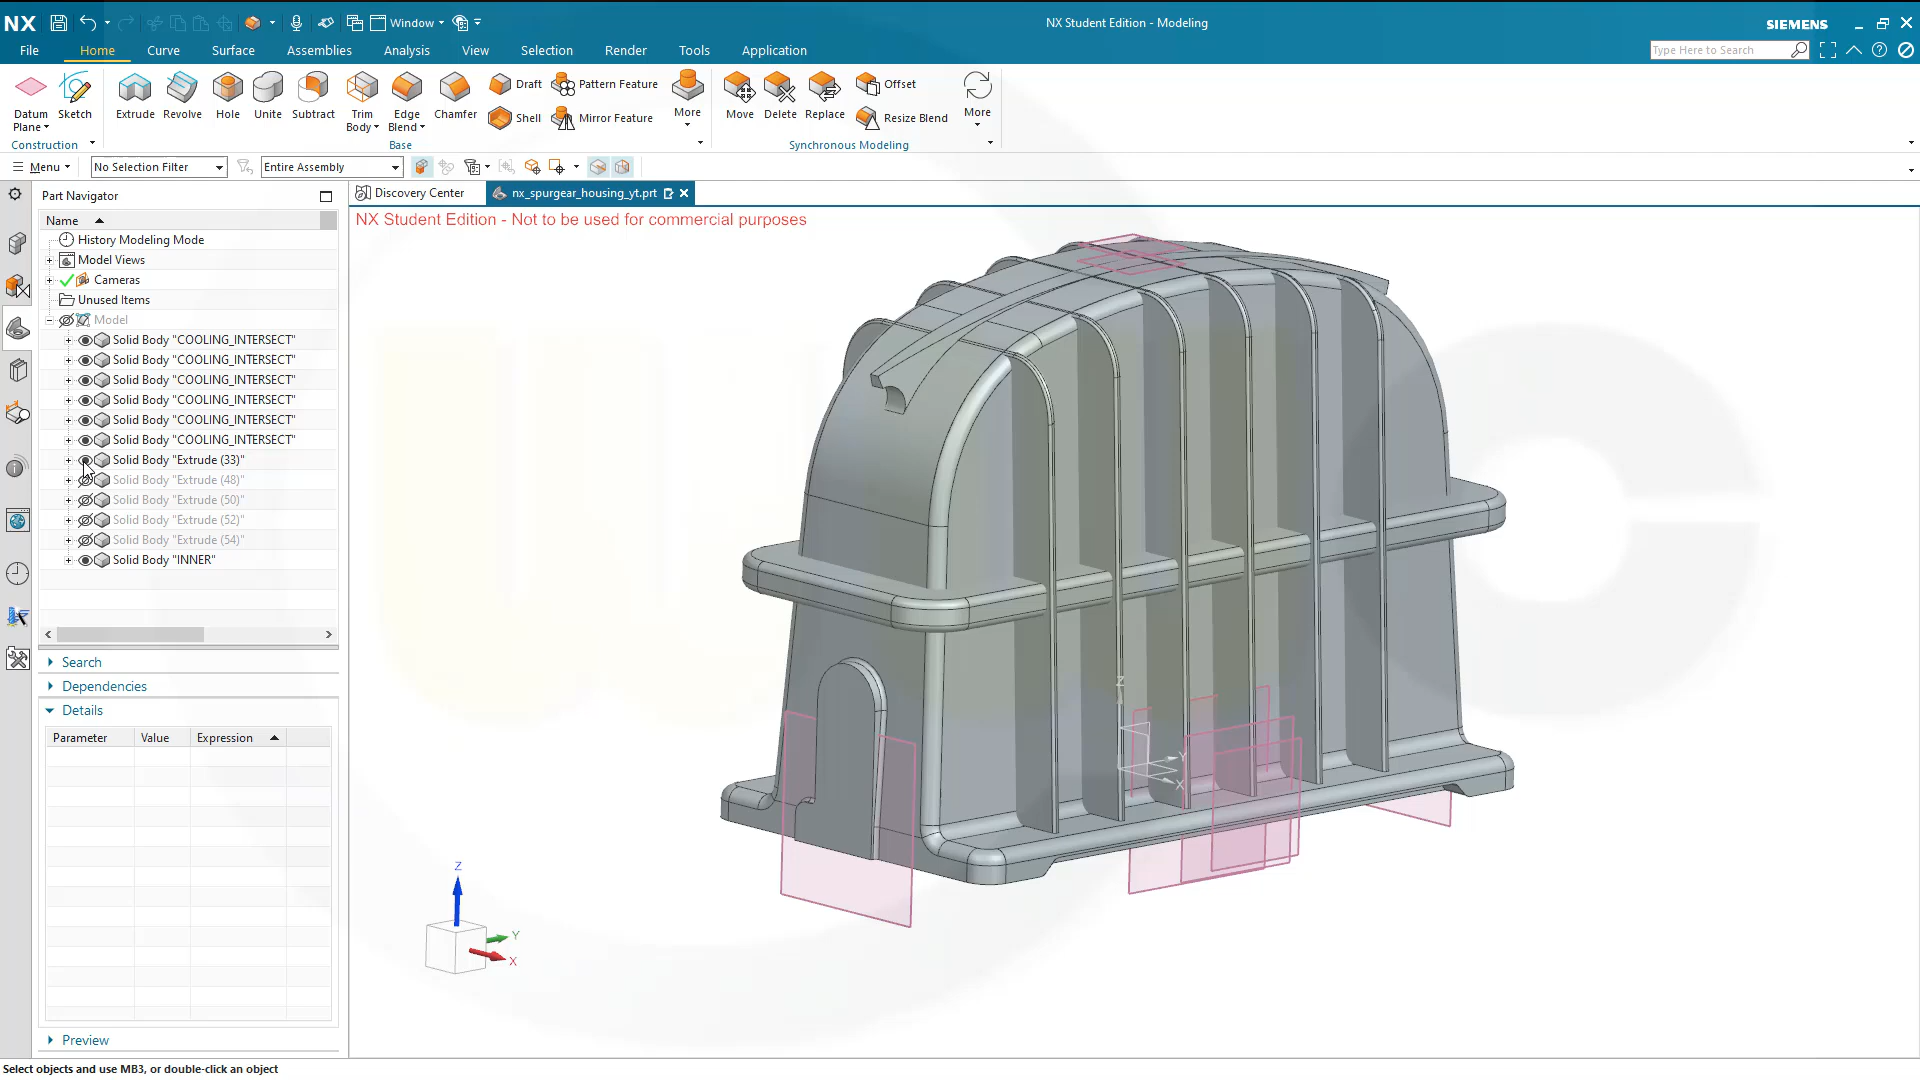 NX
Window
NX Student Edition - Modeling
SIEMENS
File
Home
Curve
Surface
Assemblies
Analysis
View
Selection
Render
Tools
Application
Type Here to Search
Datum
Plane
Sketch
Extrude
Revolve
Hole
Unite
Subtract
Trim
Body
Edge
Blend
Chamfer
Draft
Shell
Pattern Feature
Mirror Feature
More
Move
Delete
Replace
Offset
Resize Blend
More
Construction
Base
Synchronous Modeling
Menu
No Selection Filter
Entire Assembly
Part Navigator
Discovery Center
nx_spurgear_housing_yt.prt
Name
NX Student Edition - Not to be used for commercial purposes
History Modeling Mode
Model Views
Cameras
Unused Items
Model
Solid Body "COOLING_INTERSECT"
Solid Body "COOLING_INTERSECT"
Solid Body "COOLING_INTERSECT"
Solid Body "COOLING_INTERSECT"
Solid Body "COOLING_INTERSECT"
Solid Body "COOLING_INTERSECT"
Solid Body "Extrude (33)"
Solid Body "Extrude (48)"
Solid Body "Extrude (50)"
Solid Body "Extrude (52)"
Solid Body "Extrude (54)"
Solid Body "INNER"
Search
Dependencies
Details
Parameter
Value
Expression
Preview
Z
Y
X
Z
Y
X
Select objects and use MB3, or double-click an object